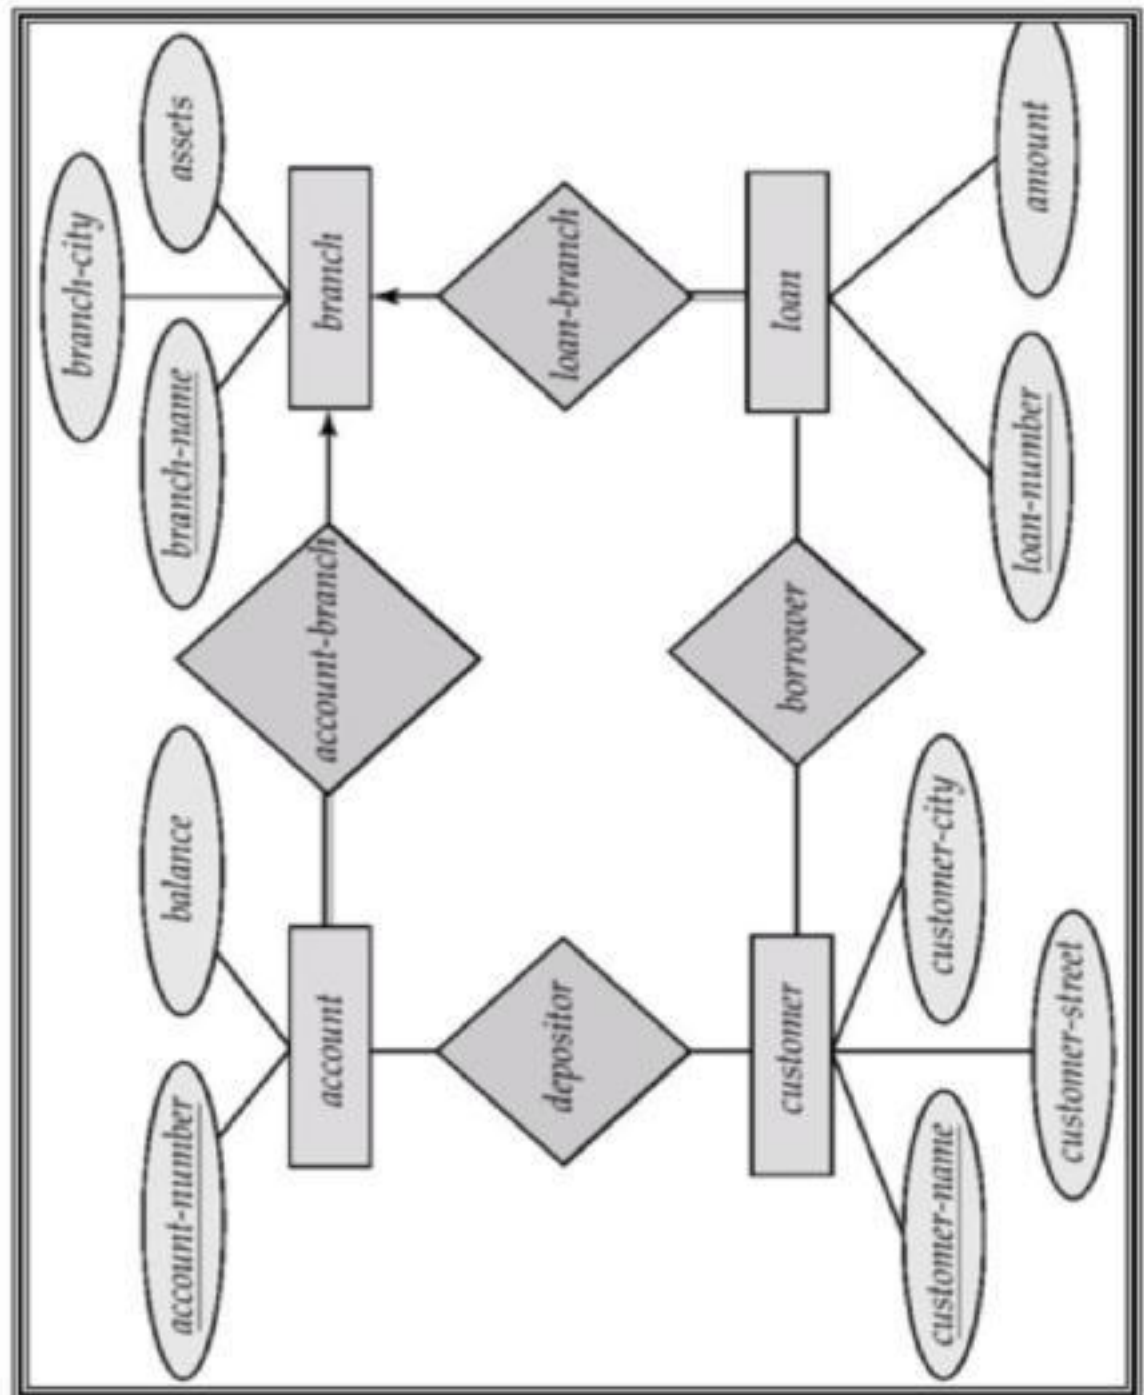 branch-city
account-number
balance
branch-name
assets
account
account-branch
branch
depositor
loan-branch
customer
borrower
loan
customer-name
customer-city
customer-street
loan-number
amount